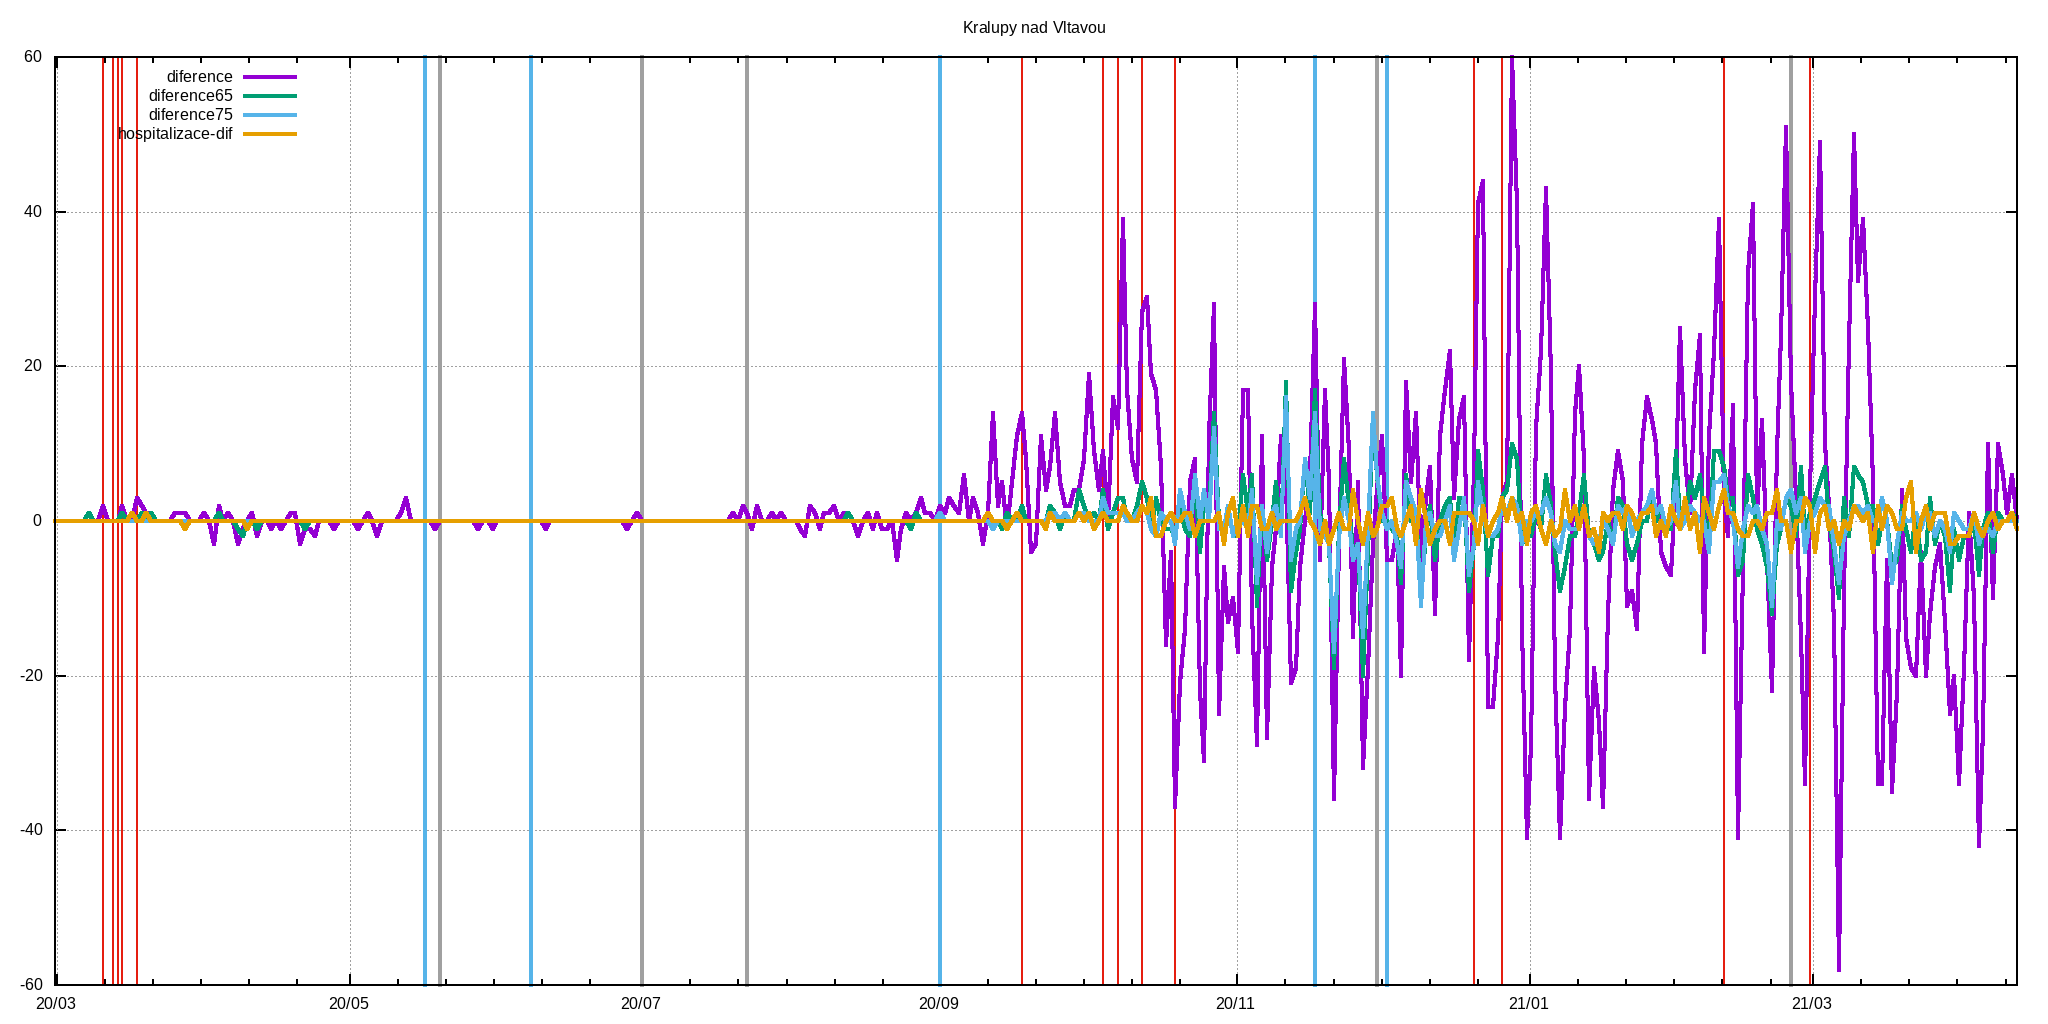 Kralupy nad Vltavou
60
40
20
0
-20
-40
-60
diference
diference65
diference75
hospitalizace-dif
20/03
20/05
20/07
20/09
20/11
21/01
21/03